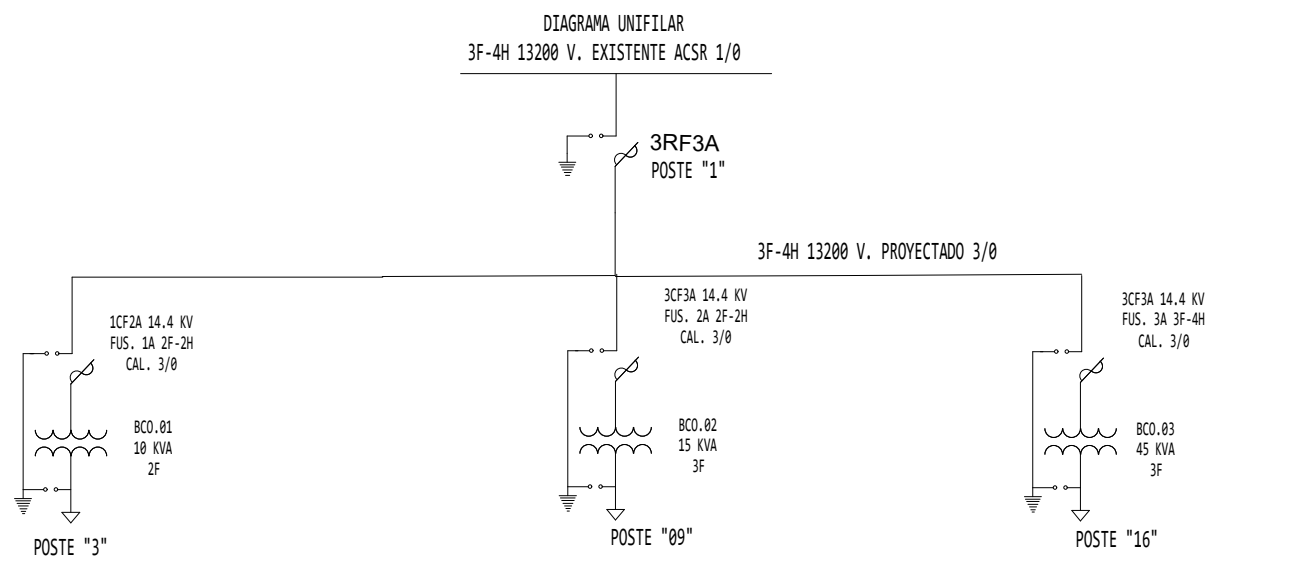 DIAGRAMA UNIFILAR
3F-4H 13200 V. EXISTENTE ACSR 1/0
3RF3A
POSTE "1"
3F-4H 13200 V. PROYECTADO 3/0
1CF2A 14.4 KV
FUS. 1A 2F-2H
CAL. 3/0
BCO.01
10 KVA
2F
POSTE "3"
3CF3A 14.4 KV
FUS. 2A 2F-2H
CAL. 3/0
BCO.02
15 KVA
3F
POSTE "09"
3CF3A 14.4 KV
FUS. 3A 3F-4H
CAL. 3/0
BCO.03
45 KVA
3F
POSTE "16"